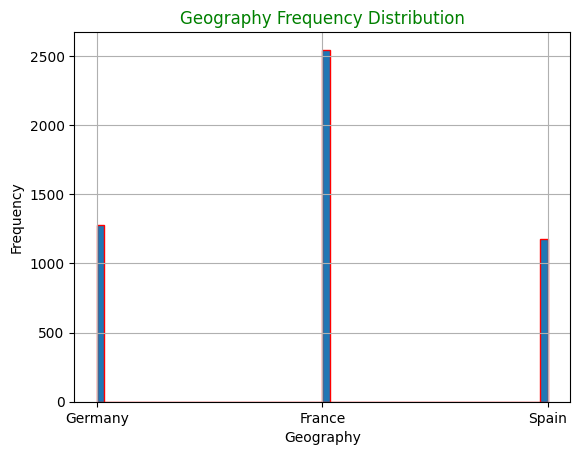 Geography Frequency Distribution
2500
2000
1500
1000
500
0
Frequency
Germany France Spain
Geography